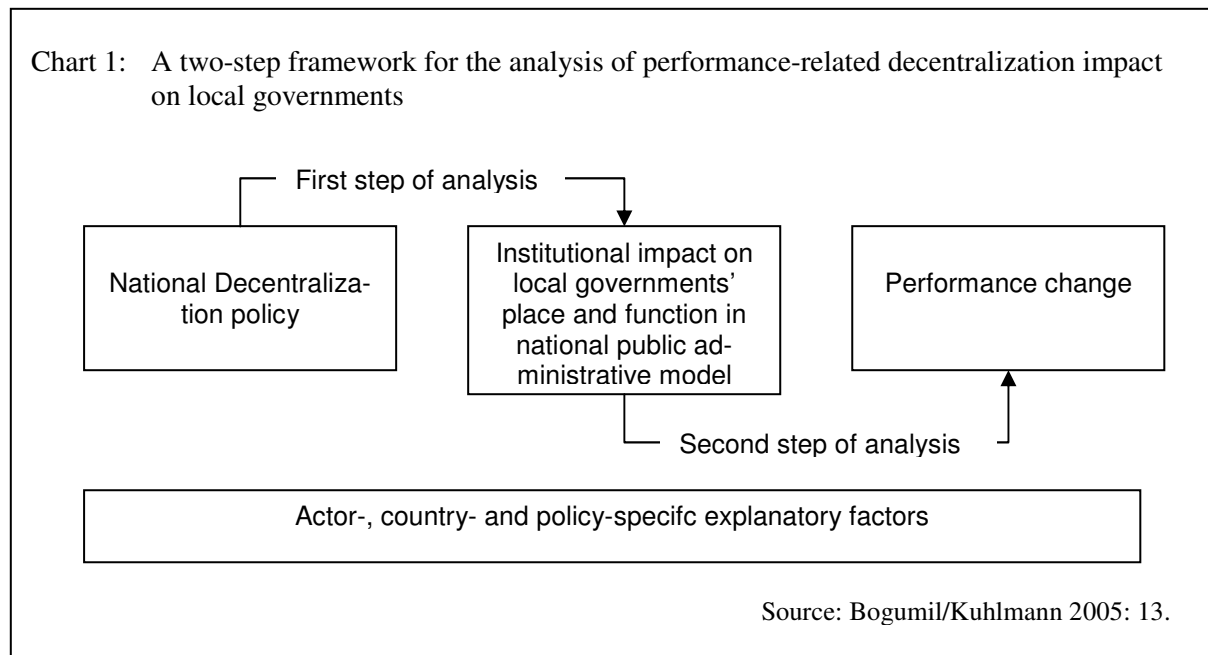 Chart 1: A two-step framework for the analysis of performance-related decentralization impact
on local governments
First step of analysis
National Decentraliza-
tion policy
Institutional impact on
local governments’
place and function in
national public ad-
ministrative model
Performance change
Second step of analysis
Actor-, country- and policy-specifc explanatory factors
Source: Bogumil/Kuhlmann 2005: 13.